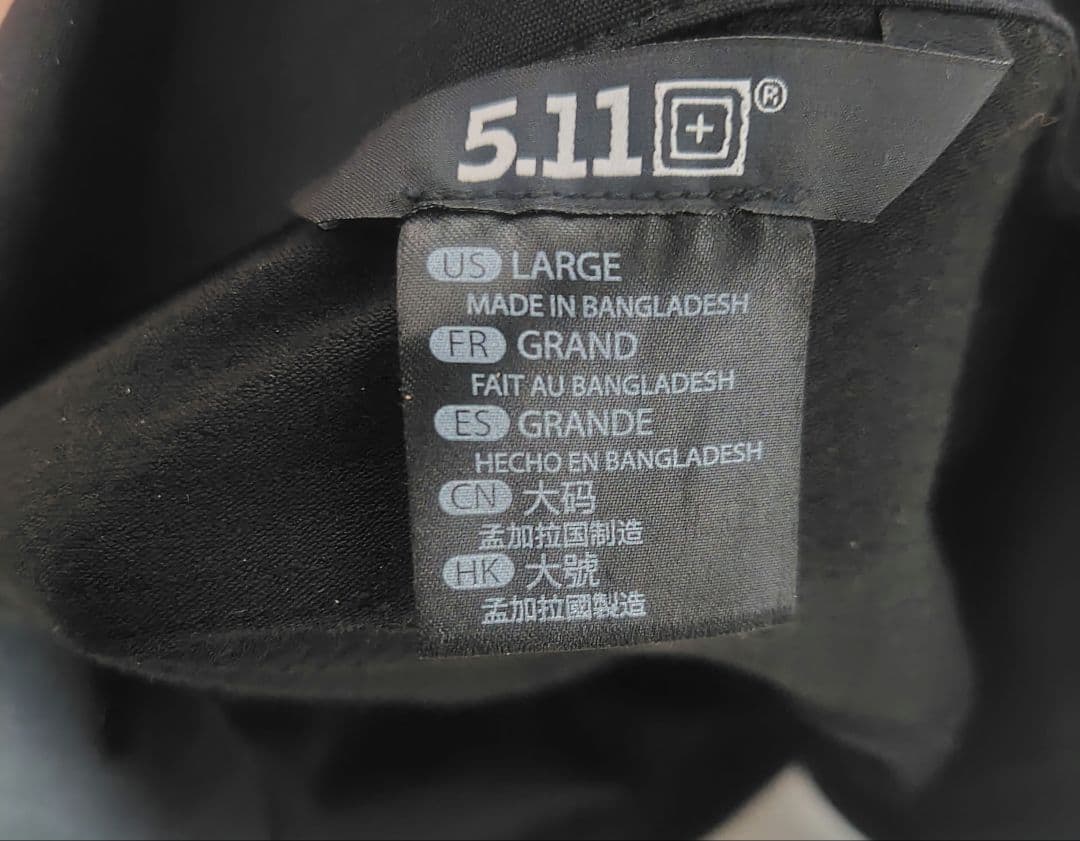 5.11®
US LARGE
MADE IN BANGLADESH
FR GRAND
FAIT AU BANGLADESH
ES GRANDE
HECHO EN BANGLADESH
CN 大码
孟加拉国制造
HK 大號
孟加拉國製造